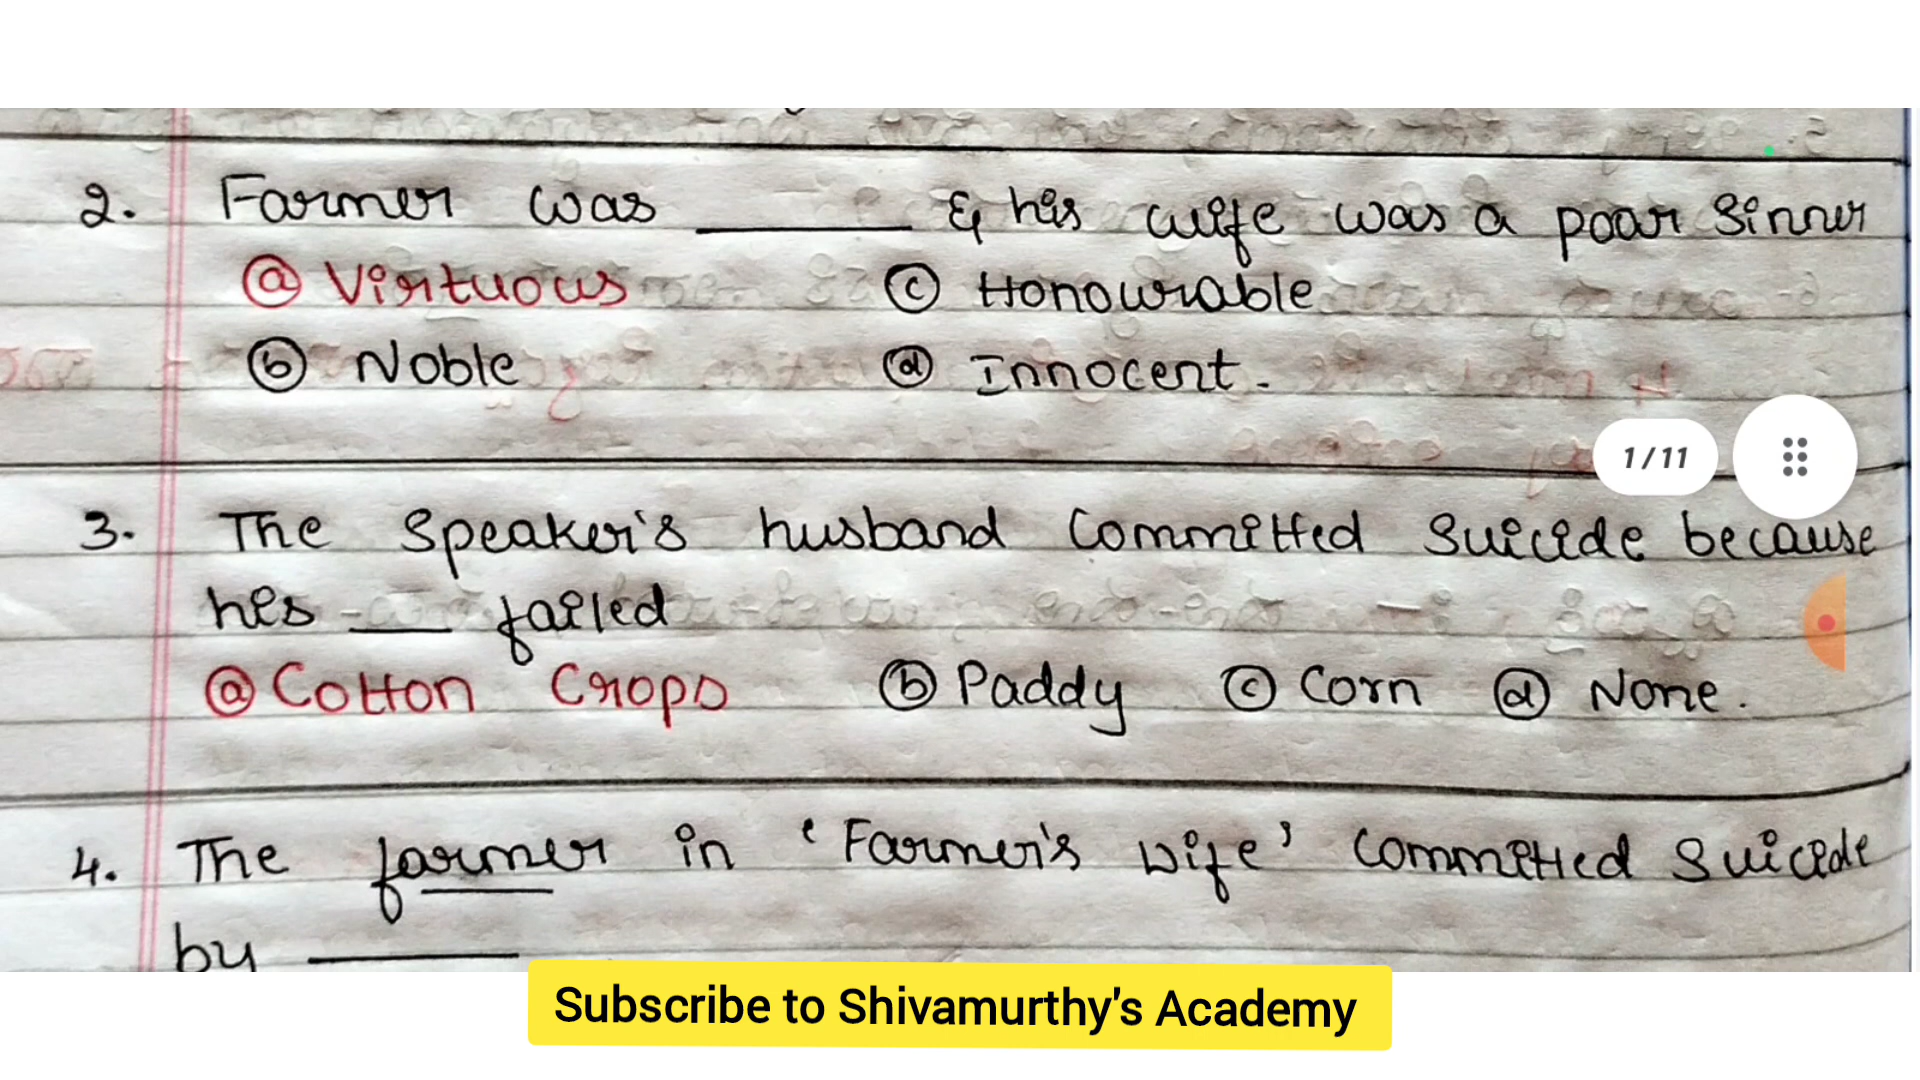 2. Farmer was ______ & his wife was a poor Sinner
ⓐ Virtuous ⓒ Honourable
ⓑ Noble ⓓ Innocent.
1/11
3. The Speaker's husband Committed Suicide because
his ___ failed
ⓐ Cotton Crops ⓑ Paddy ⓒ Corn ⓓ None.
4. The farmer in 'Farmer's wife' Committed Suicide
by ______
Subscribe to Shivamurthy's Academy